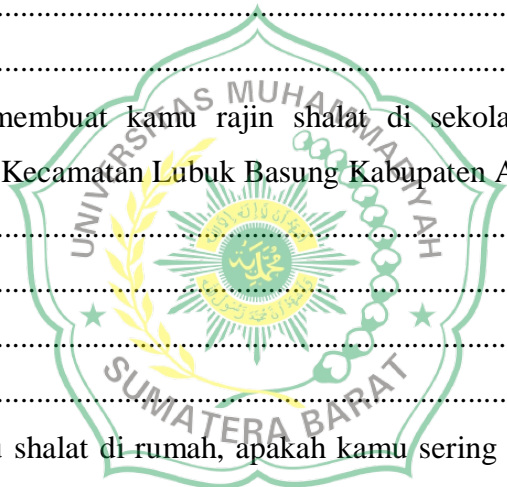 ................................................................
................................................................
UNIVERSITAS MUHAMMADIYAH
membuat kamu rajin shalat di sekola
Kecamatan Lubuk Basung Kabupaten A
................................................................
................................................................
................................................................
................................................................
SUMATERA BARAT
shalat di rumah, apakah kamu sering